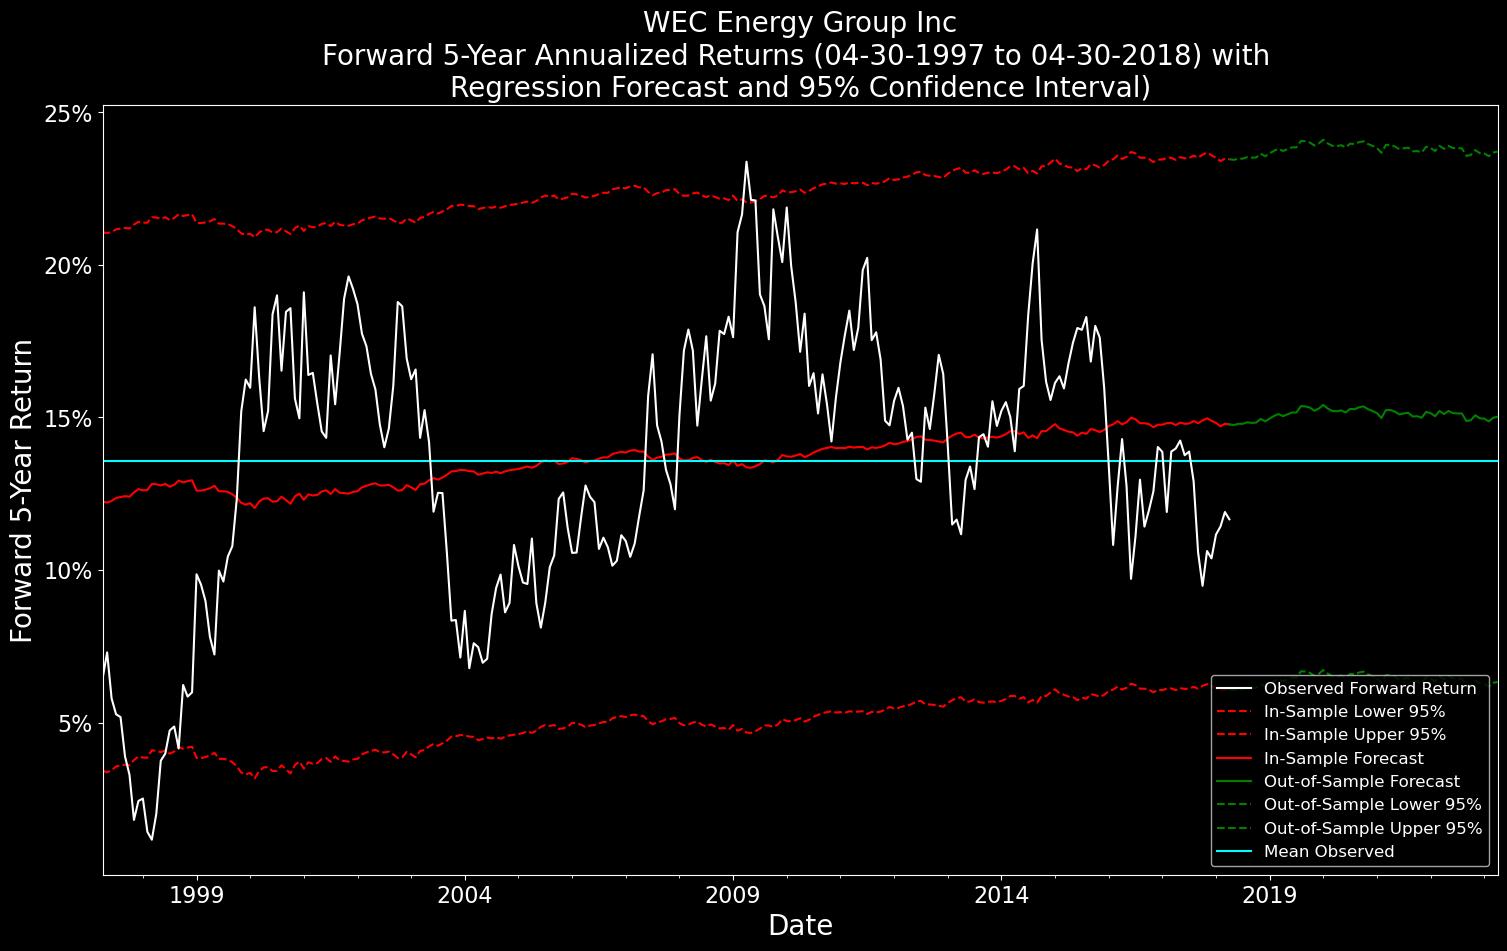 WEC Energy Group Inc
Forward 5-Year Annualized Returns (04-30-1997 to 04-30-2018) with
Regression Forecast and 95% Confidence Interval)
25%
20%
15%
10%
5%
Forward 5-Year Return
Observed Forward Return
In-Sample Lower 95%
In-Sample Upper 95%
In-Sample Forecast
Out-of-Sample Forecast
Out-of-Sample Lower 95%
Out-of-Sample Upper 95%
Mean Observed
1999
2004
2009
2014
2019
Date